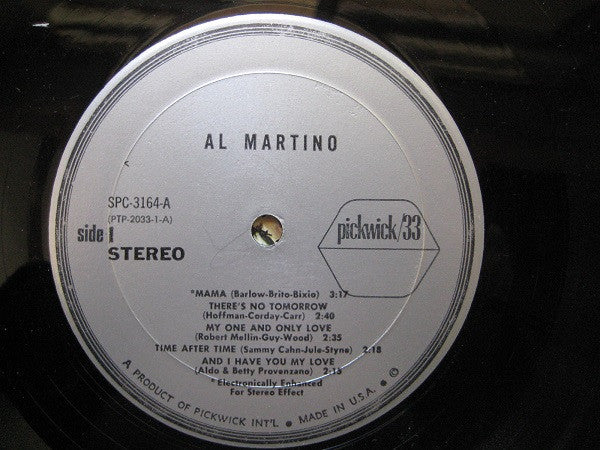 AL MARTINO
SPC-3164-A
(PTP-2033-1-A)
side 1
STEREO
pickwick/33
*MAMA (Barlow-Brito-Bixio) 3:17
THERE'S NO TOMORROW
(Hoffman-Corday-Carr) 2:40
MY ONE AND ONLY LOVE
(Robert Mellin-Guy-Wood) 2:35
TIME AFTER TIME (Sammy Cahn-Jule-Styne) 2:18
AND I HAVE YOU MY LOVE
(Aldo & Betty Provenzano) 2:15
*Electronically Enhanced
For Stereo Effect
A PRODUCT OF PICKWICK INT'L ● MADE IN U.S.A. ● ℗